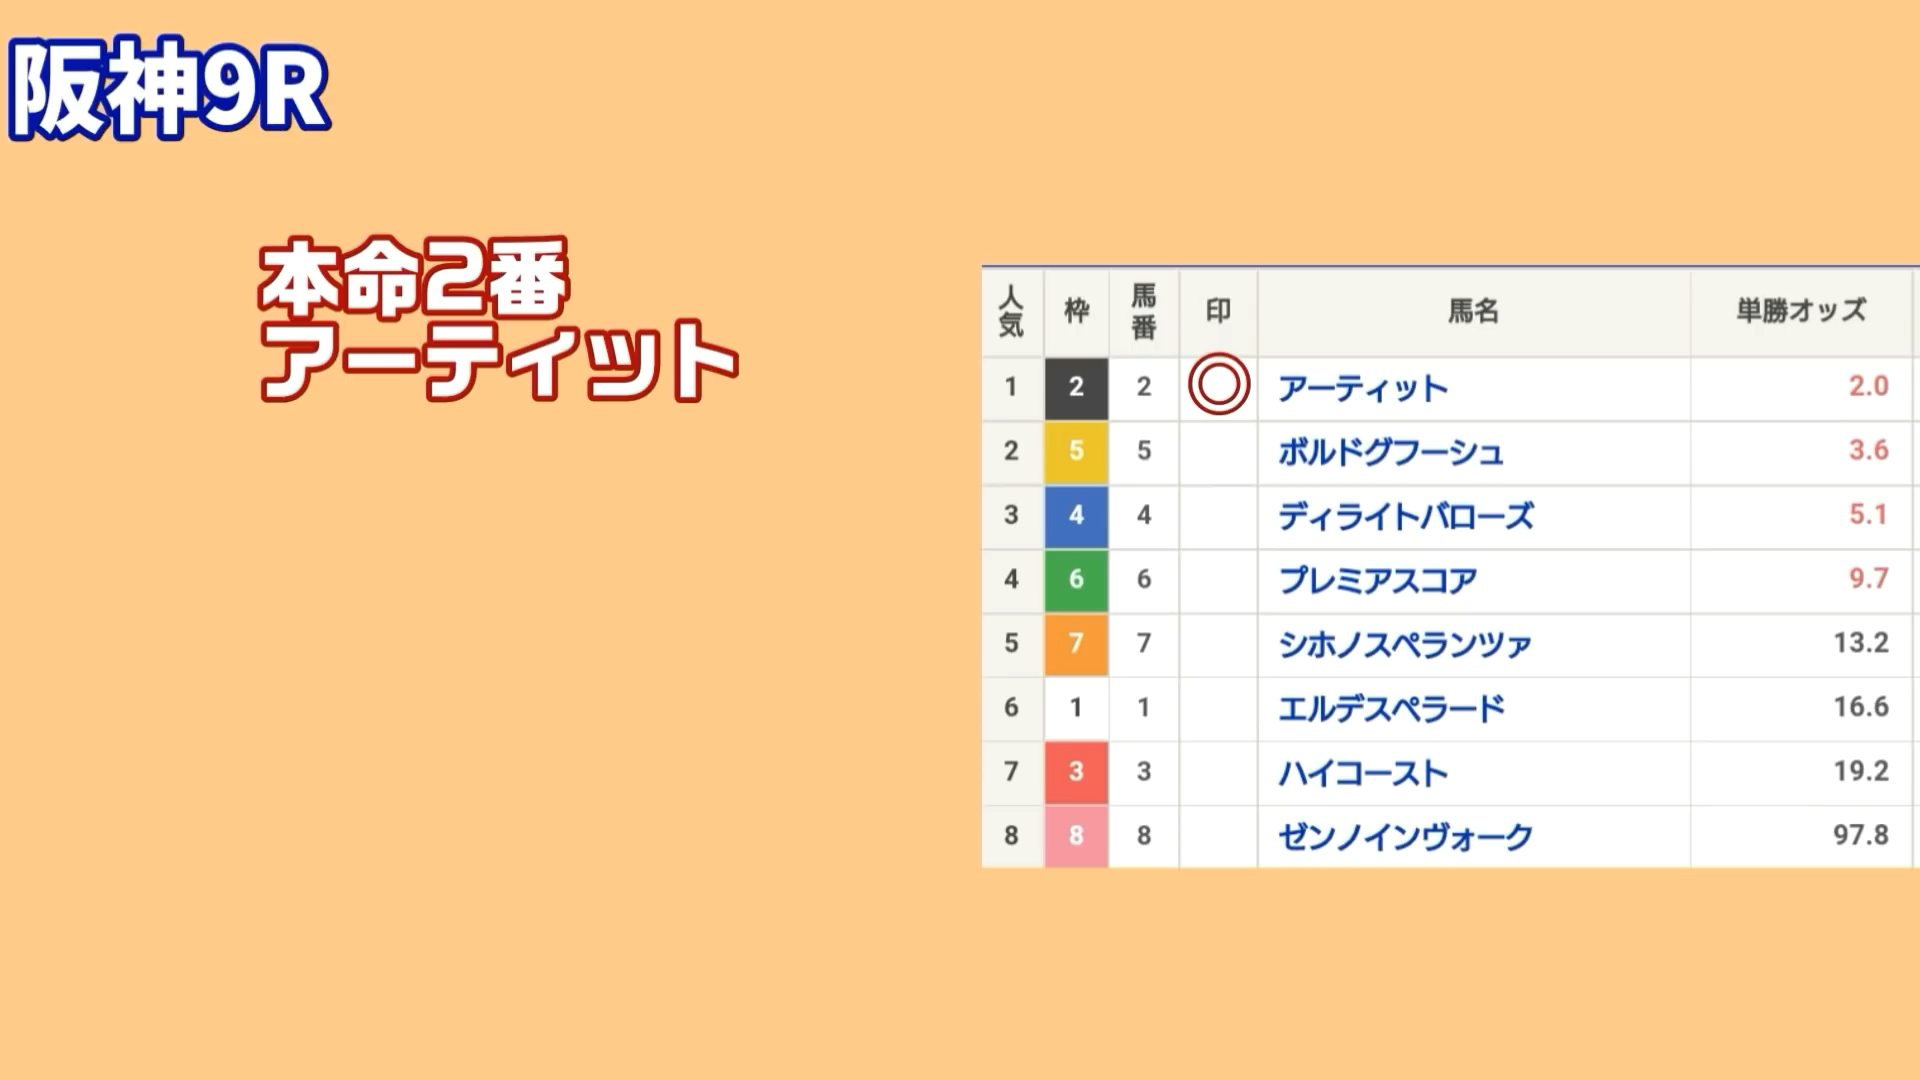 阪神9R
本命2番
アーティット
人気 枠 馬番 印 馬名 単勝オッズ
1 2 2 ◎ アーティット 2.0
2 5 5 ボルドグフーシュ 3.6
3 4 4 ディライトバローズ 5.1
4 6 6 プレミアスコア 9.7
5 7 7 シホノスペランツァ 13.2
6 1 1 エルデスペラード 16.6
7 3 3 ハイコースト 19.2
8 8 8 ゼンノインヴォーク 97.8